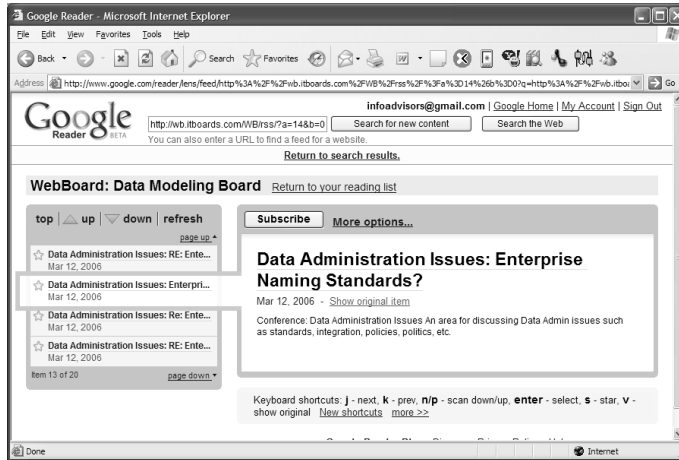 Google Reader - Microsoft Internet Explorer
File Edit View Favorites Tools Help
Back Search Favorites
Address http://www.google.com/reader/lens/feed/http%3A%2F%2Fwb.itboards.com%2FWB%2Frss%2F%3Fa%3D14%26b%3D0?q=http%3A%2F%2Fwb.itboa Go
infoadvisors@gmail.com | Google Home | My Account | Sign Out
Google Reader BETA
http://wb.itboards.com/WB/rss/?a=14&b=0 Search for new content Search the Web
You can also enter a URL to find a feed for a website.
Return to search results.
WebBoard: Data Modeling Board Return to your reading list
top | up | down | refresh
page up
Data Administration Issues: RE: Ente...
Mar 12, 2006
Data Administration Issues: Enterpri...
Mar 12, 2006
Data Administration Issues: Re: Ente...
Mar 12, 2006
Data Administration Issues: RE: Ente...
Mar 12, 2006
Item 13 of 20 page down
Subscribe More options...
Data Administration Issues: Enterprise
Naming Standards?
Mar 12, 2006 - Show original item
Conference: Data Administration Issues An area for discussing Data Admin issues such
as standards, integration, policies, politics, etc.
Keyboard shortcuts: j - next, k - prev, n/p - scan down/up, enter - select, s - star, v -
show original New shortcuts more >>
Done Internet